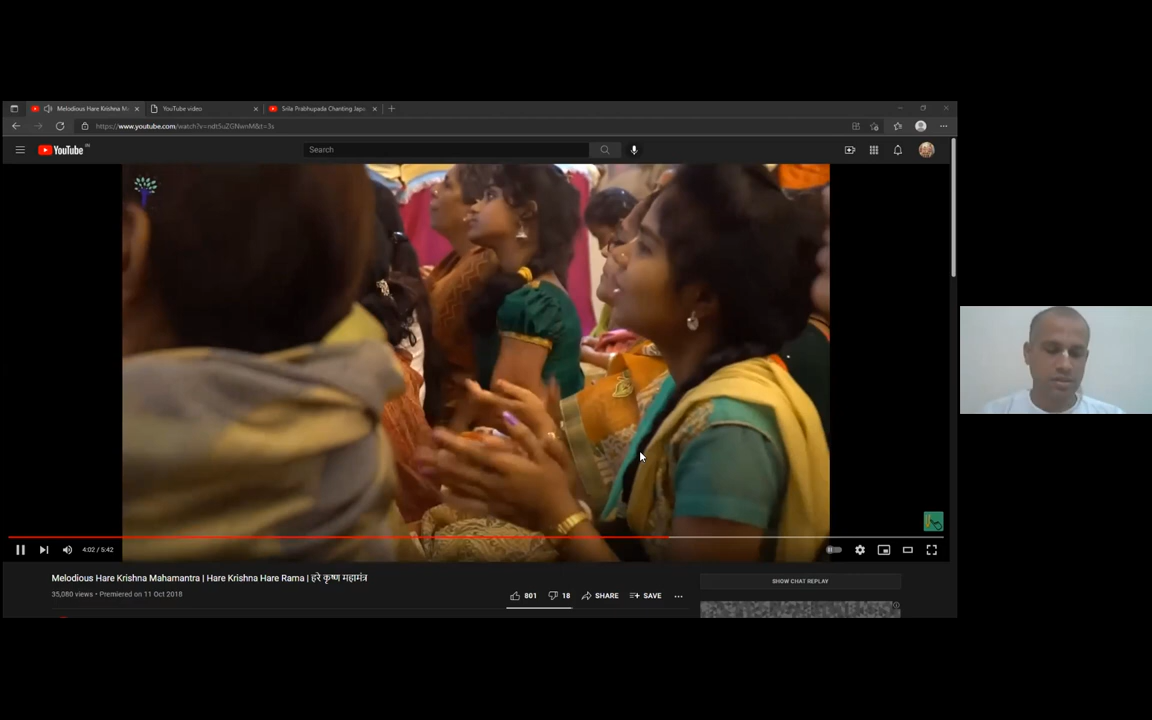 Melodious Hare Krishna M
YouTube video
Srila Prabhupada Chanting Japa
https://www.youtube.com/watch?v=ndt5uZGNwnM&t=3s
YouTube IN
Search
4:02 / 5:42
Melodious Hare Krishna Mahamantra | Hare Krishna Hare Rama | हरे कृष्ण महामंत्र
35,080 views • Premiered on 11 Oct 2018
801
18
SHARE
SAVE
SHOW CHAT REPLAY